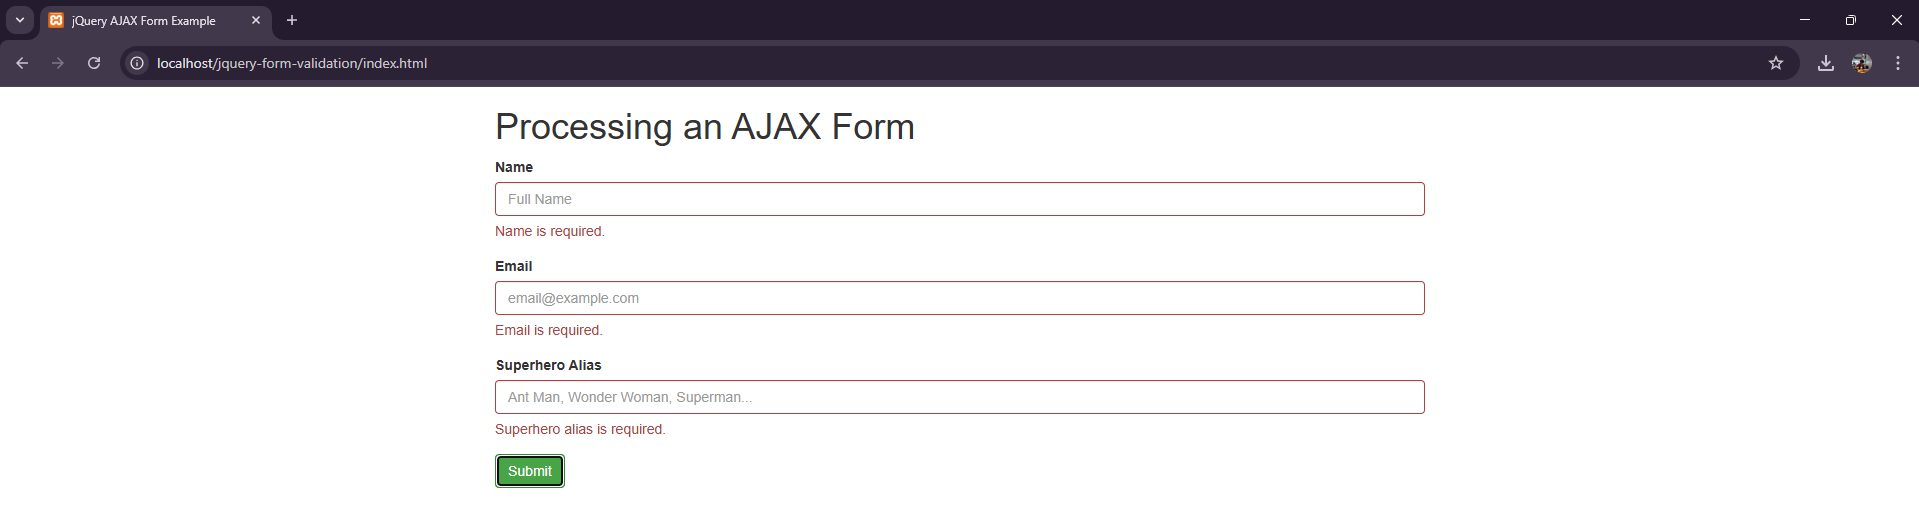 jQuery AJAX Form Example
localhost/jquery-form-validation/index.html
Processing an AJAX Form
Name
Full Name
Name is required.
Email
email@example.com
Email is required.
Superhero Alias
Ant Man, Wonder Woman, Superman...
Superhero alias is required.
Submit